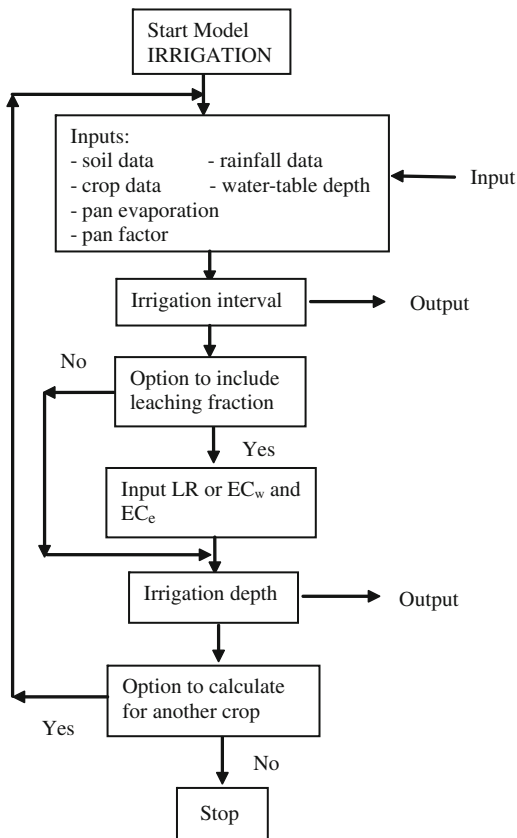 Start Model
IRRIGATION
Inputs:
- soil data - rainfall data
- crop data - water-table depth
- pan evaporation
- pan factor
Input
Irrigation interval
Output
No
Option to include
leaching fraction
Yes
Input LR or ECw and
ECe
Irrigation depth
Output
Option to calculate
for another crop
Yes
No
Stop